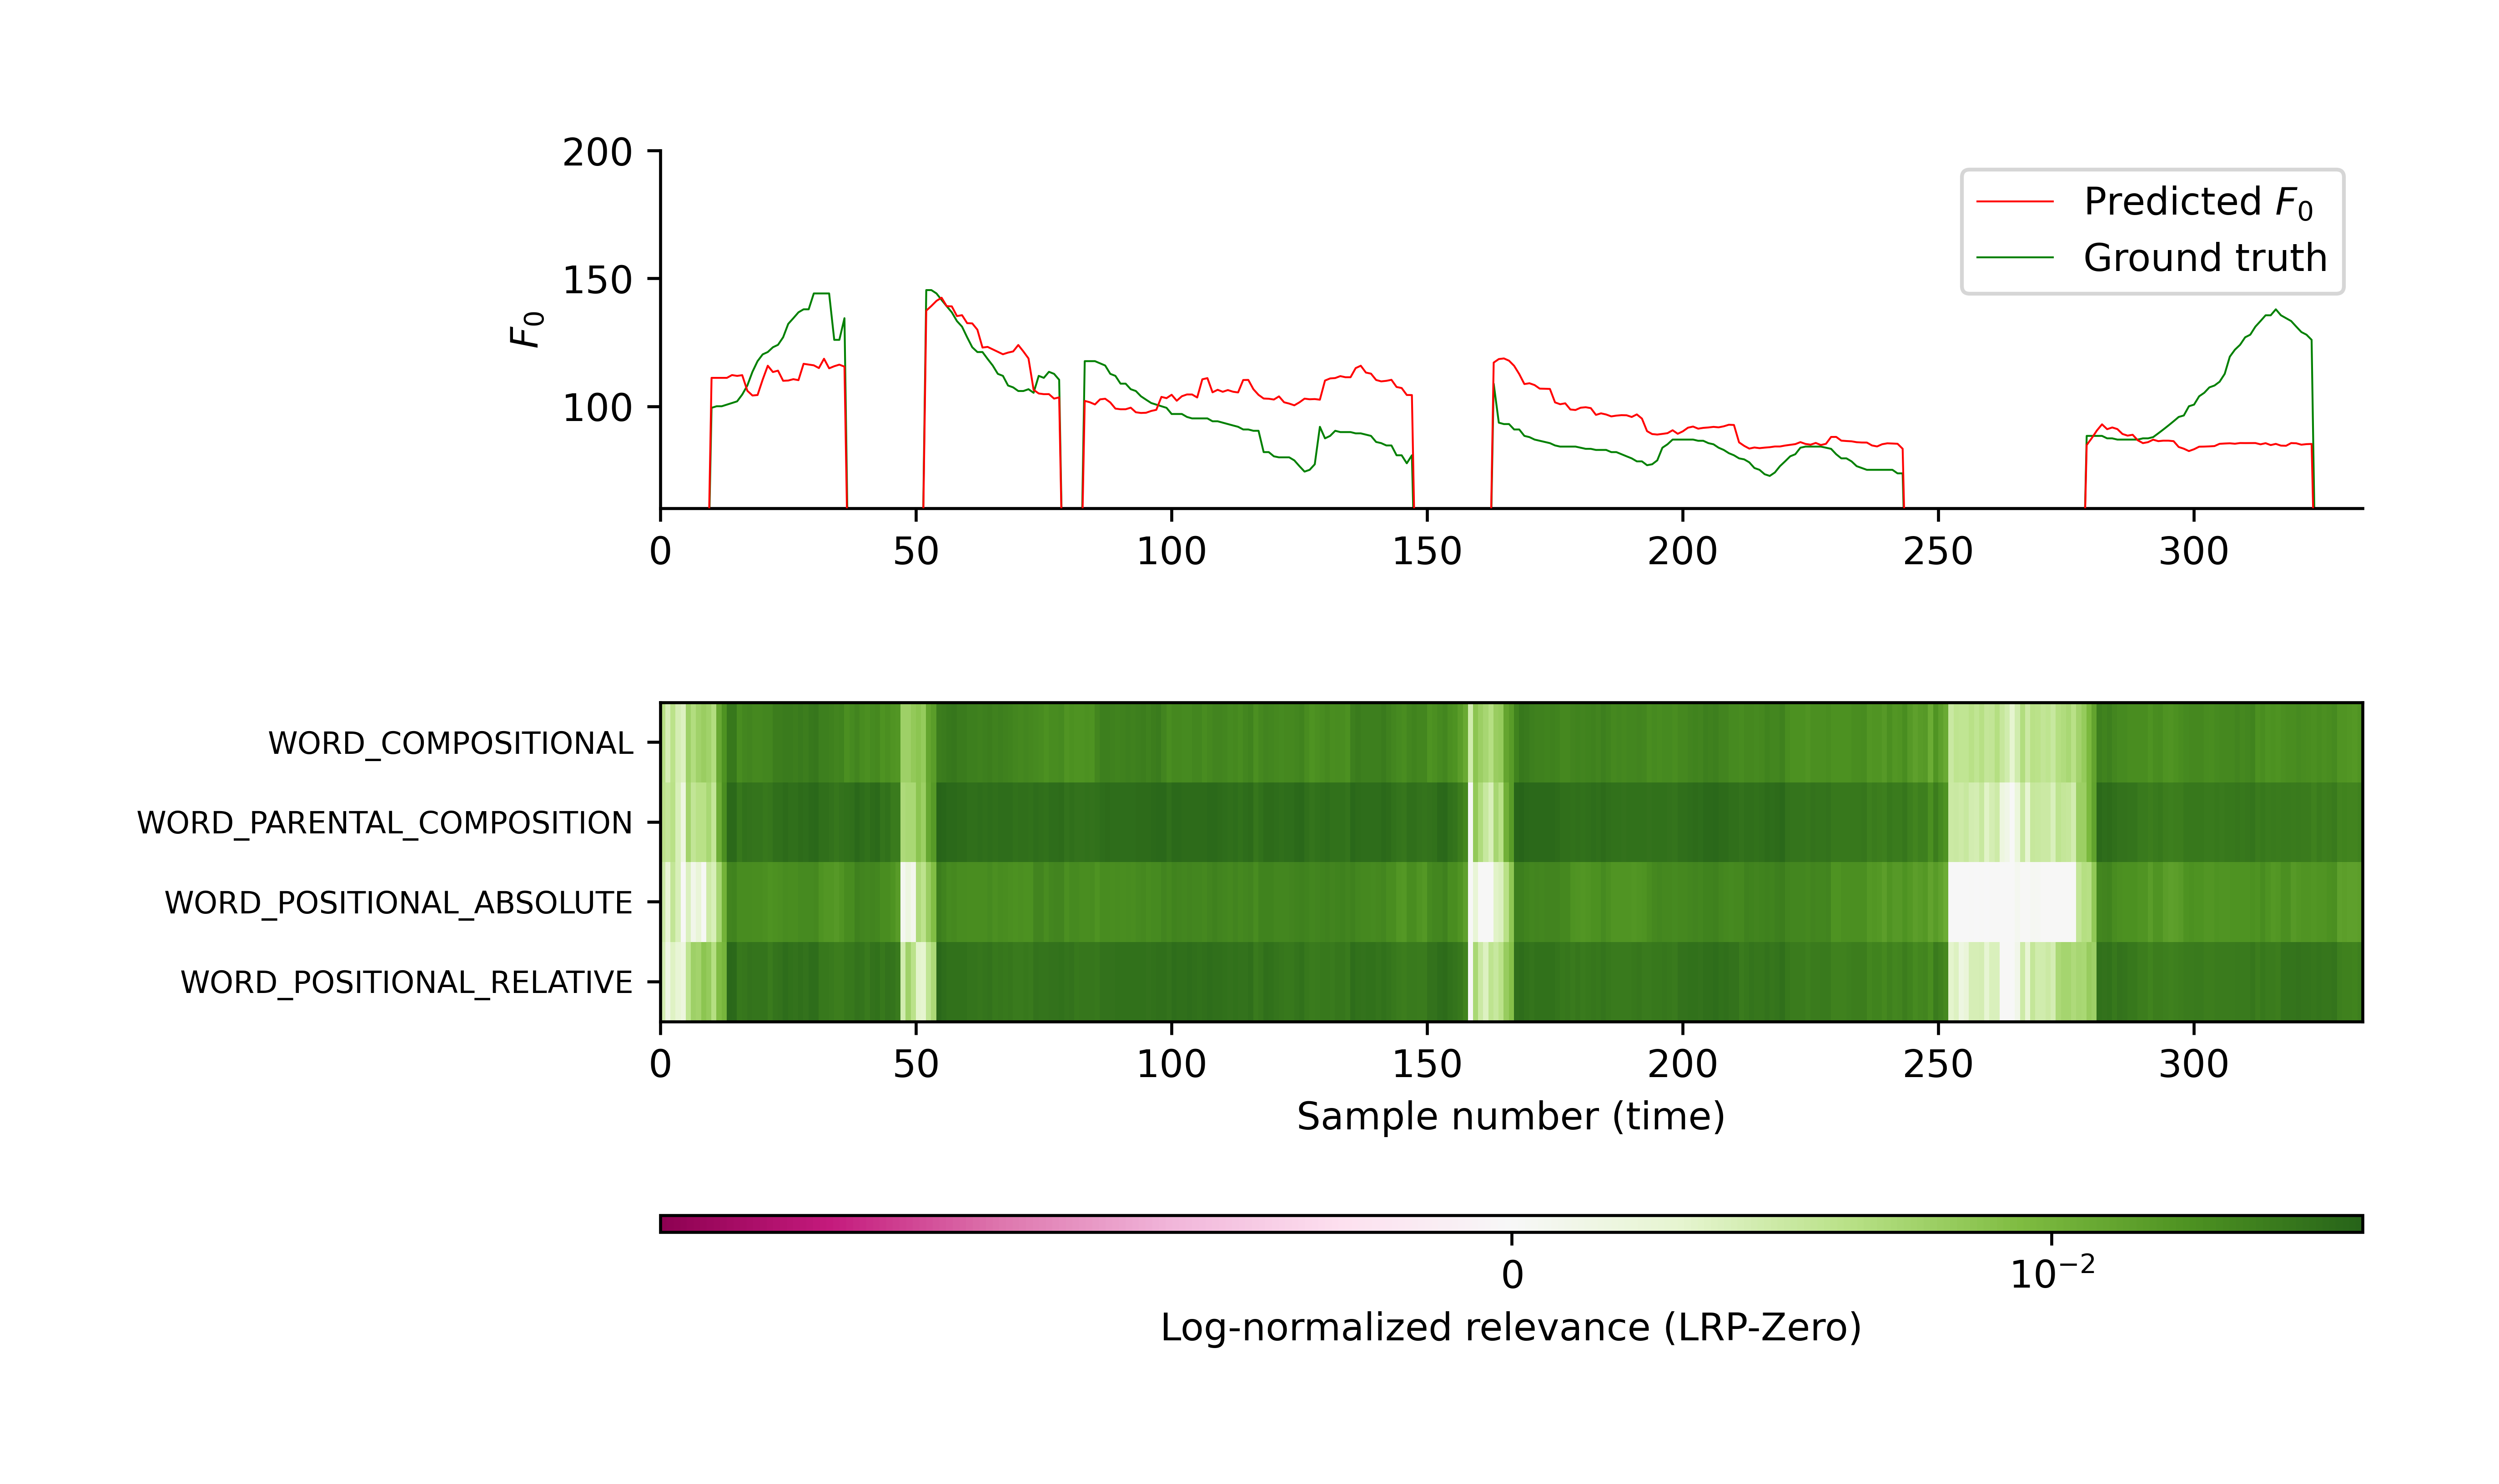 200
150
100
F0
Predicted F0
Ground truth
0 50 100 150 200 250 300
WORD_COMPOSITIONAL
WORD_PARENTAL_COMPOSITION
WORD_POSITIONAL_ABSOLUTE
WORD_POSITIONAL_RELATIVE
0 50 100 150 200 250 300
Sample number (time)
0 10−2
Log-normalized relevance (LRP-Zero)